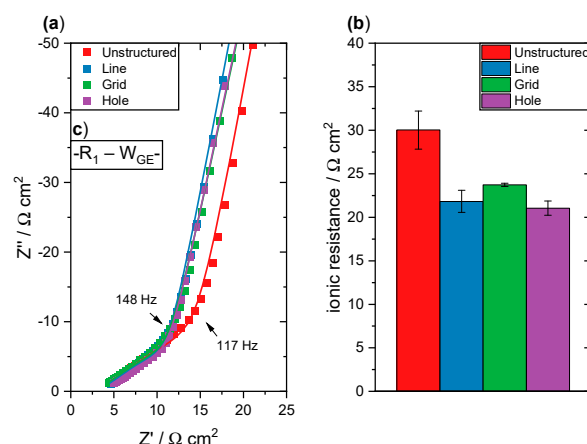 (a)
(b)
-50
-40
-30
-20
-10
0
Z'' / Ω cm²
Unstructured
Line
Grid
Hole
c)
-R₁ – W_GE-
148 Hz
117 Hz
0 5 10 15 20 25
Z' / Ω cm²
40
35
30
25
20
15
10
5
0
ionic resistance / Ω cm²
Unstructured
Line
Grid
Hole